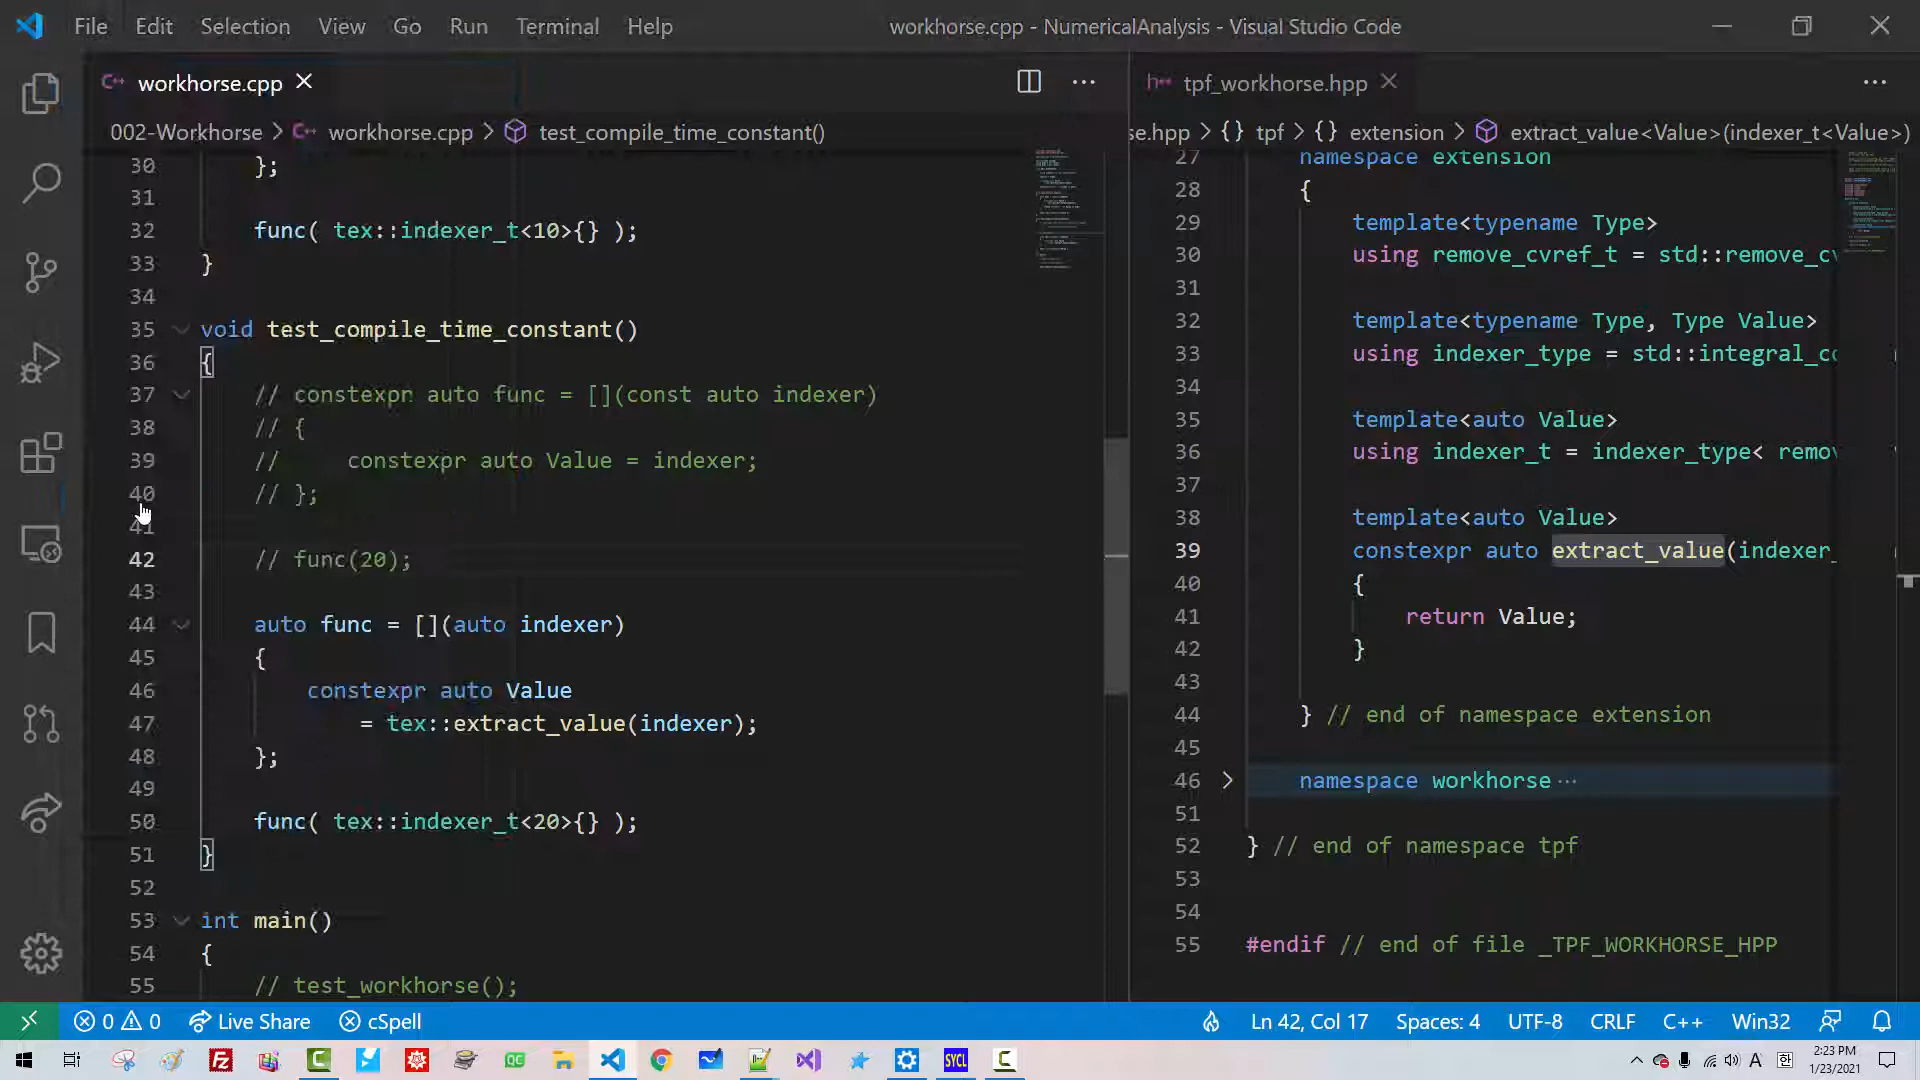 File Edit Selection View Go Run Terminal Help workhorse.cpp - NumericalAnalysis - Visual Studio Code
workhorse.cpp
002-Workhorse > workhorse.cpp > test_compile_time_constant()
30 };
31
32 func( tex::indexer_t<10>{} );
33 }
34
35 void test_compile_time_constant()
36 {
37 // constexpr auto func = [](const auto indexer)
38 // {
39 // constexpr auto Value = indexer;
40 // };
41
42 // func(20);
43
44 auto func = [](auto indexer)
45 {
46 constexpr auto Value
47 = tex::extract_value(indexer);
48 };
49
50 func( tex::indexer_t<20>{} );
51 }
52
53 int main()
54 {
55 // test_workhorse();
tpf_workhorse.hpp
se.hpp > {} tpf > {} extension > extract_value<Value>(indexer_t<Value>)
27 namespace extension
28 {
29 template<typename Type>
30 using remove_cvref_t = std::remove_cv
31
32 template<typename Type, Type Value>
33 using indexer_type = std::integral_co
34
35 template<auto Value>
36 using indexer_t = indexer_type< remov
37
38 template<auto Value>
39 constexpr auto extract_value(indexer_
40 {
41 return Value;
42 }
43
44 } // end of namespace extension
45
46 namespace workhorse ...
51
52 } // end of namespace tpf
53
54
55 #endif // end of file _TPF_WORKHORSE_HPP
0 0 Live Share cSpell Ln 42, Col 17 Spaces: 4 UTF-8 CRLF C++ Win32
QC SYCL A 한 2:23 PM
1/23/2021